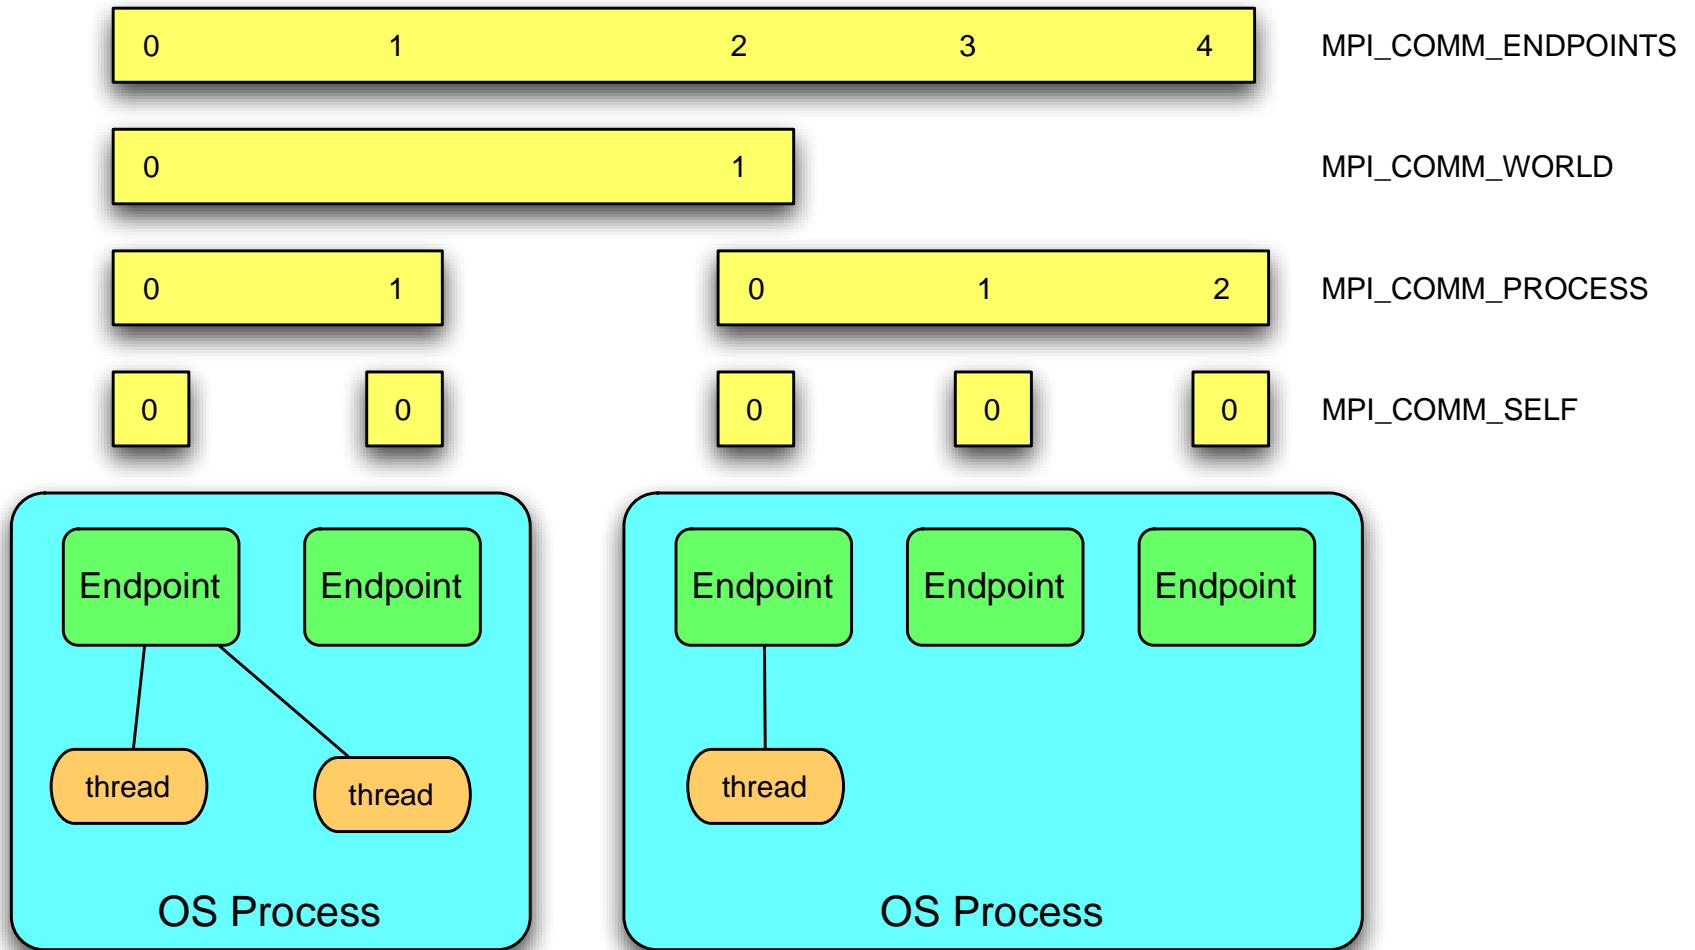 0 1 2 3 4 MPI_COMM_ENDPOINTS
0 1 MPI_COMM_WORLD
0 1 0 1 2 MPI_COMM_PROCESS
0 0 0 0 0 MPI_COMM_SELF
Endpoint Endpoint Endpoint Endpoint Endpoint
thread thread thread
OS Process OS Process